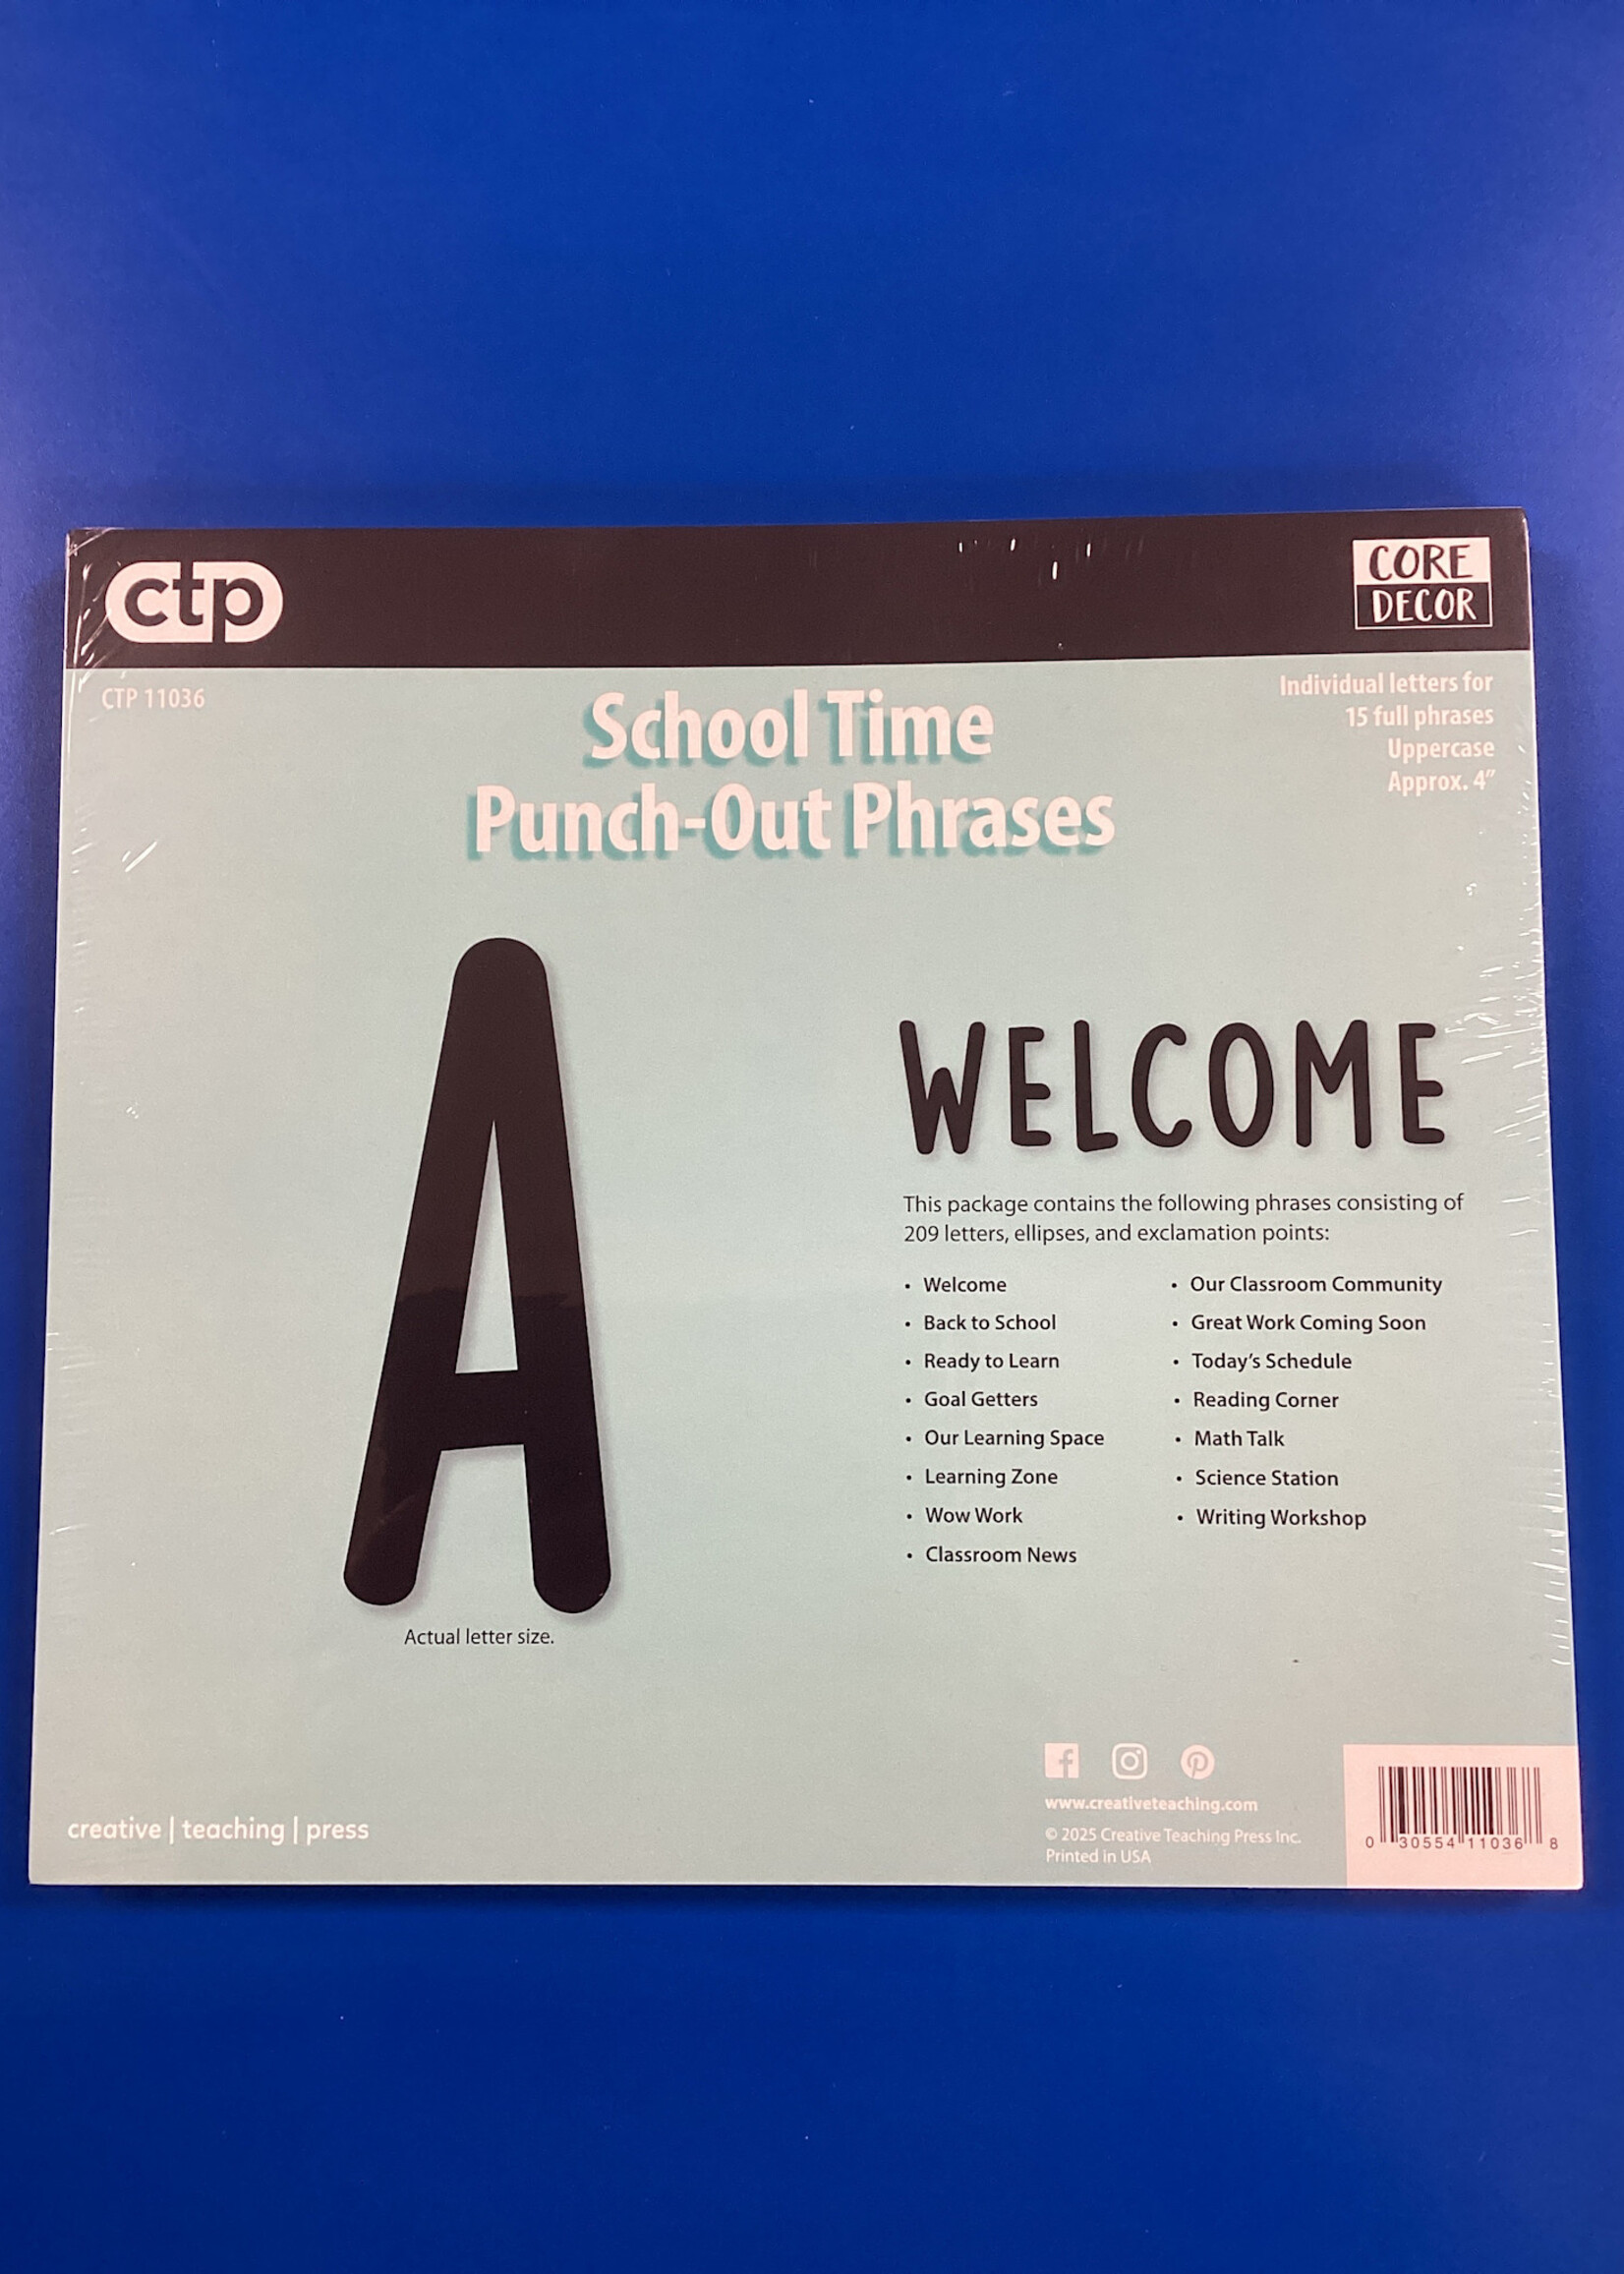 ctp
CORE
DECOR
CTP 11036
School Time
Punch-Out Phrases
Individual letters for
15 full phrases
Uppercase
Approx. 4"
A
Actual letter size.
WELCOME
This package contains the following phrases consisting of
209 letters, ellipses, and exclamation points:
• Welcome
• Back to School
• Ready to Learn
• Goal Getters
• Our Learning Space
• Learning Zone
• Wow Work
• Classroom News
• Our Classroom Community
• Great Work Coming Soon
• Today's Schedule
• Reading Corner
• Math Talk
• Science Station
• Writing Workshop
creative | teaching | press
www.creativeteaching.com
© 2025 Creative Teaching Press Inc.
Printed in USA
0 30554 11036 8